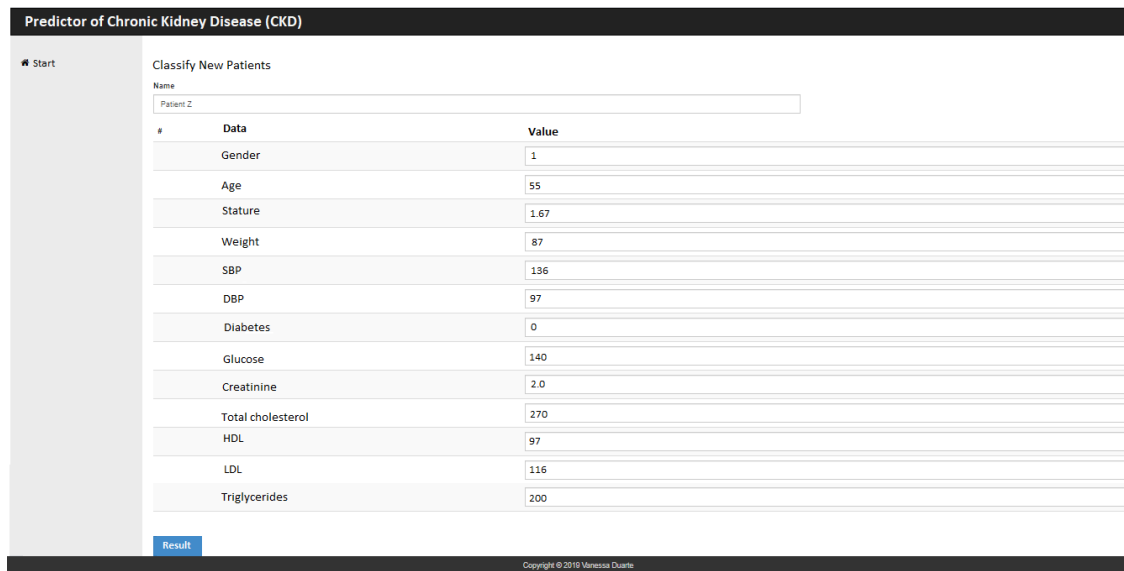 Predictor of Chronic Kidney Disease (CKD)
Start
Classify New Patients
Name
Patient Z
# Data Value
Gender 1
Age 55
Stature 1.67
Weight 87
SBP 136
DBP 97
Diabetes 0
Glucose 140
Creatinine 2.0
Total cholesterol 270
HDL 97
LDL 116
Triglycerides 200
Result
Copyright © 2019 Vanessa Duarte